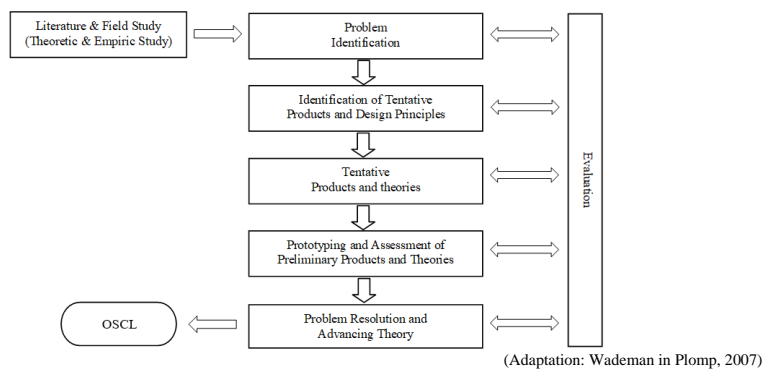 Literature & Field Study
(Theoretic & Empiric Study)
Problem
Identification
Identification of Tentative
Products and Design Principles
Tentative
Products and theories
Prototyping and Assessment of
Preliminary Products and Theories
Problem Resolution and
Advancing Theory
OSCL
Evaluation
(Adaptation: Wademan in Plomp, 2007)